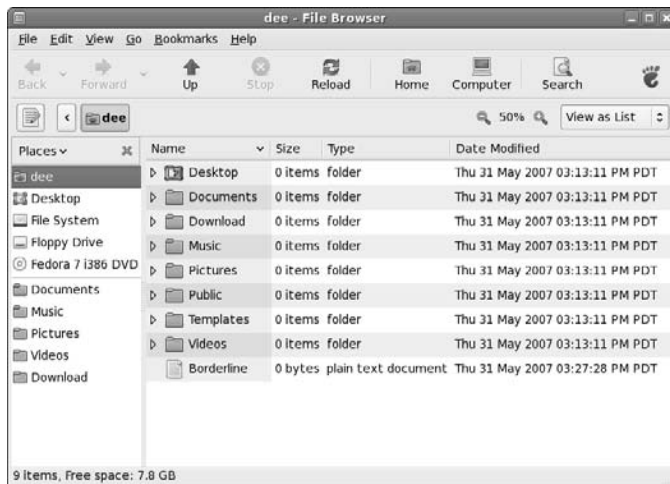 dee - File Browser
File Edit View Go Bookmarks Help
Back Forward Up Stop Reload Home Computer Search
dee 50% View as List
Places Name Size Type Date Modified
dee
Desktop
File System
Floppy Drive
Fedora 7 i386 DVD
Documents
Music
Pictures
Videos
Download
Desktop 0 items folder Thu 31 May 2007 03:13:11 PM PDT
Documents 0 items folder Thu 31 May 2007 03:13:11 PM PDT
Download 0 items folder Thu 31 May 2007 03:13:11 PM PDT
Music 0 items folder Thu 31 May 2007 03:13:11 PM PDT
Pictures 0 items folder Thu 31 May 2007 03:13:11 PM PDT
Public 0 items folder Thu 31 May 2007 03:13:11 PM PDT
Templates 0 items folder Thu 31 May 2007 03:13:11 PM PDT
Videos 0 items folder Thu 31 May 2007 03:13:11 PM PDT
Borderline 0 bytes plain text document Thu 31 May 2007 03:27:28 PM PDT
9 items, Free space: 7.8 GB